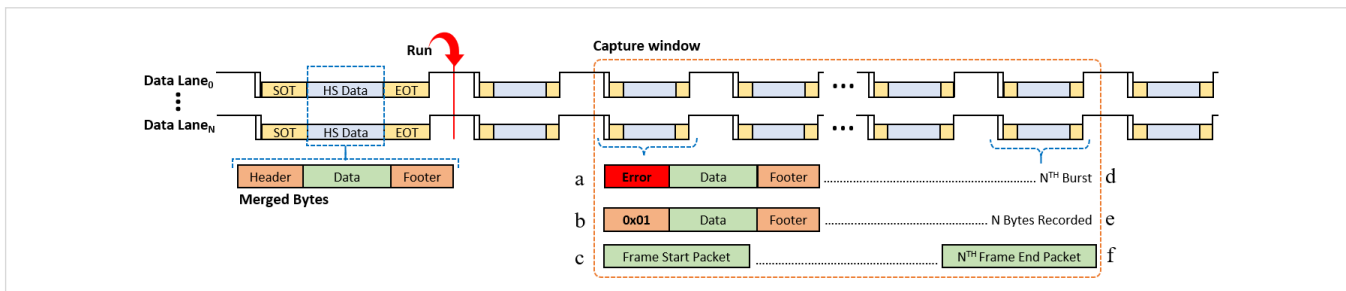 Run
Capture window
Data Lane0
SOT HS Data EOT
Data LaneN
SOT HS Data EOT
Header Data Footer
Merged Bytes
a Error Data Footer NTH Burst d
b 0x01 Data Footer N Bytes Recorded e
c Frame Start Packet NTH Frame End Packet f